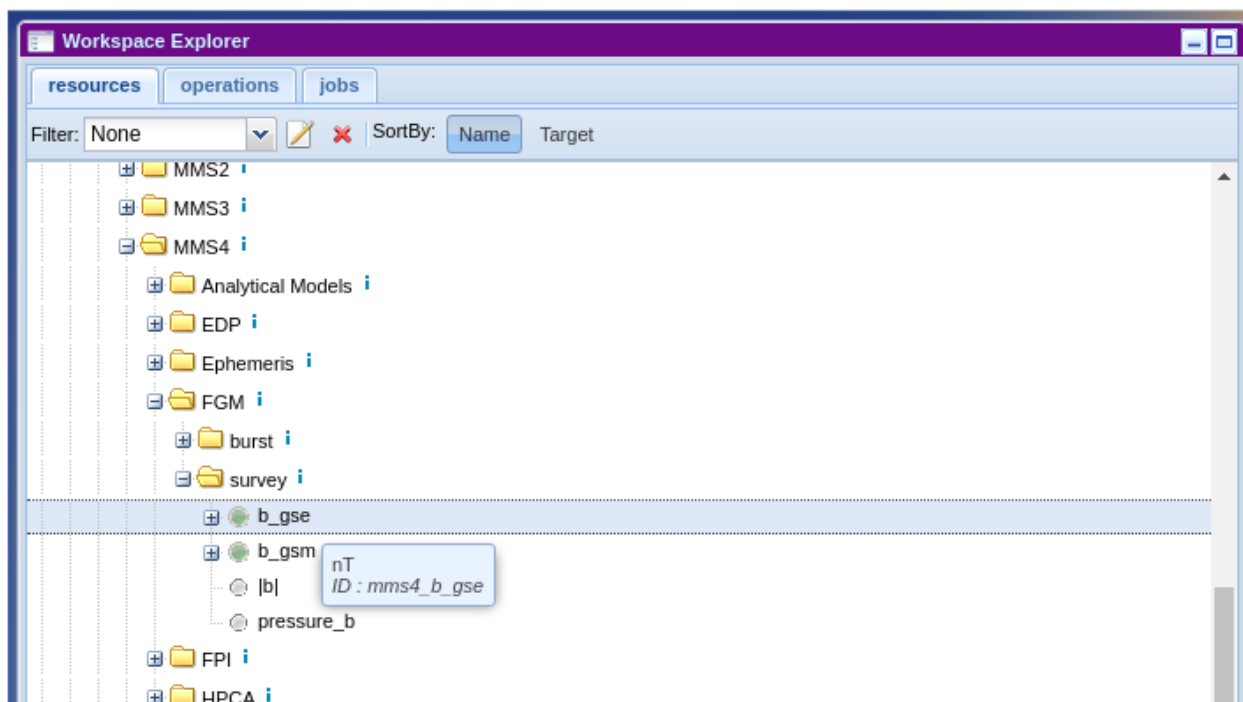 Workspace Explorer
resources operations jobs
Filter: None SortBy: Name Target
MMS2 i
MMS3 i
MMS4 i
Analytical Models i
EDP i
Ephemeris i
FGM i
burst i
survey i
b_gse
b_gsm
nT
|b|
ID : mms4_b_gse
pressure_b
FPI i
HPCA i